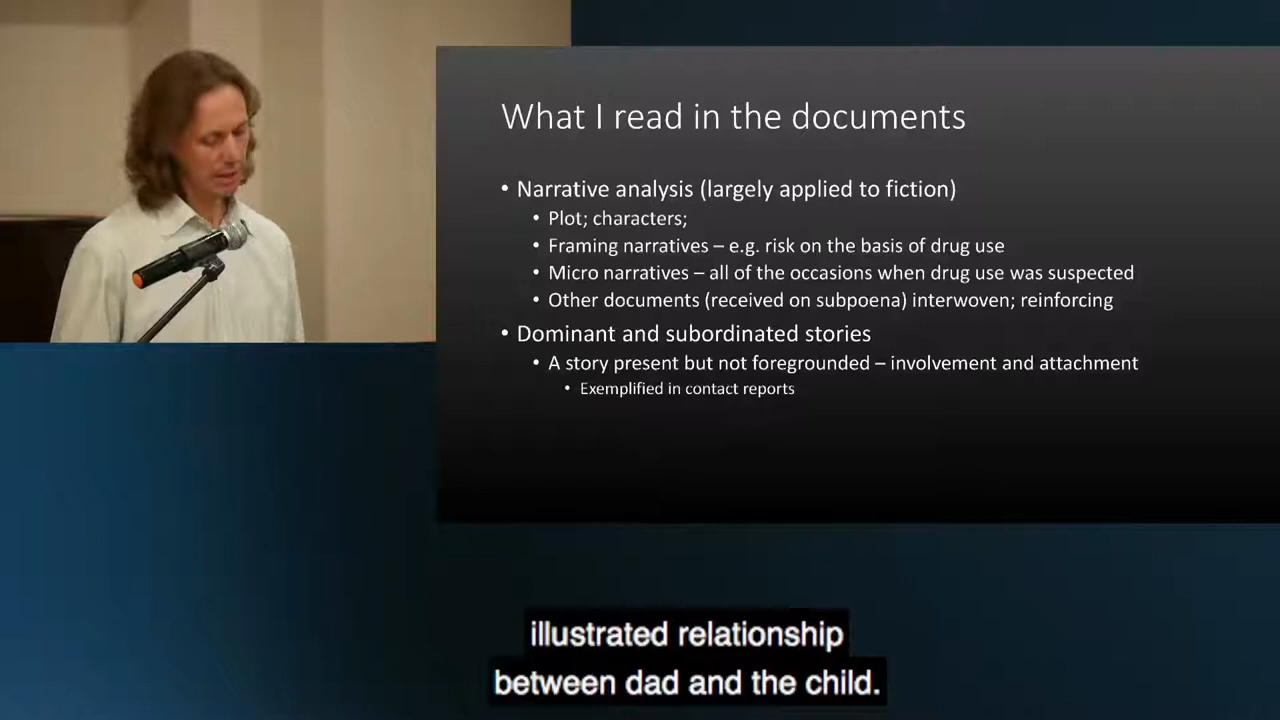 What I read in the documents
• Narrative analysis (largely applied to fiction)
• Plot; characters;
• Framing narratives – e.g. risk on the basis of drug use
• Micro narratives – all of the occasions when drug use was suspected
• Other documents (received on subpoena) interwoven; reinforcing
• Dominant and subordinated stories
• A story present but not foregrounded – involvement and attachment
• Exemplified in contact reports
illustrated relationship
between dad and the child.